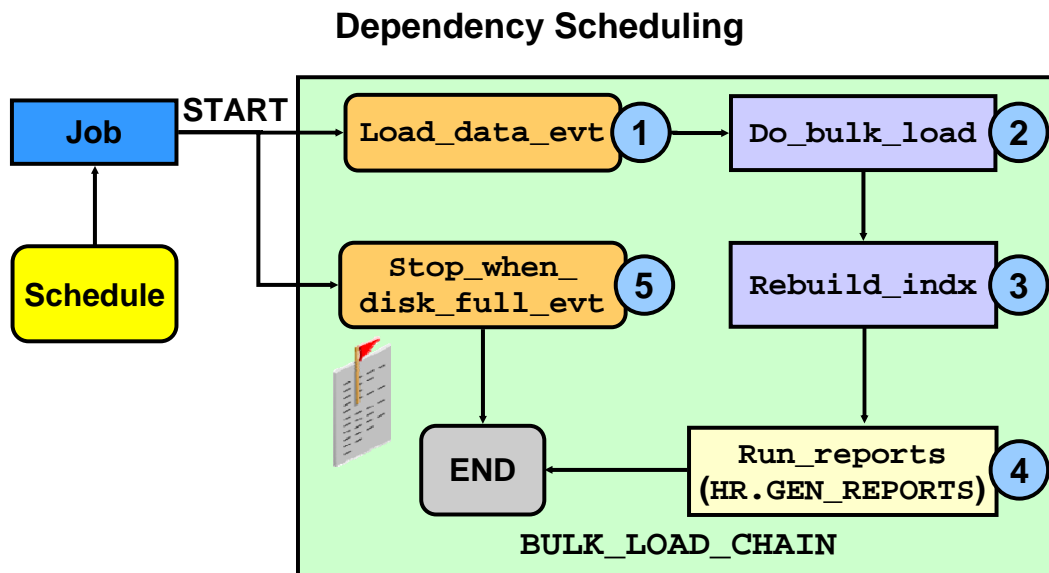 Dependency Scheduling
START
Job
Load_data_evt
1
Do_bulk_load
2
Schedule
Stop_when_
disk_full_evt
5
Rebuild_indx
3
END
Run_reports
(HR.GEN_REPORTS)
4
BULK_LOAD_CHAIN